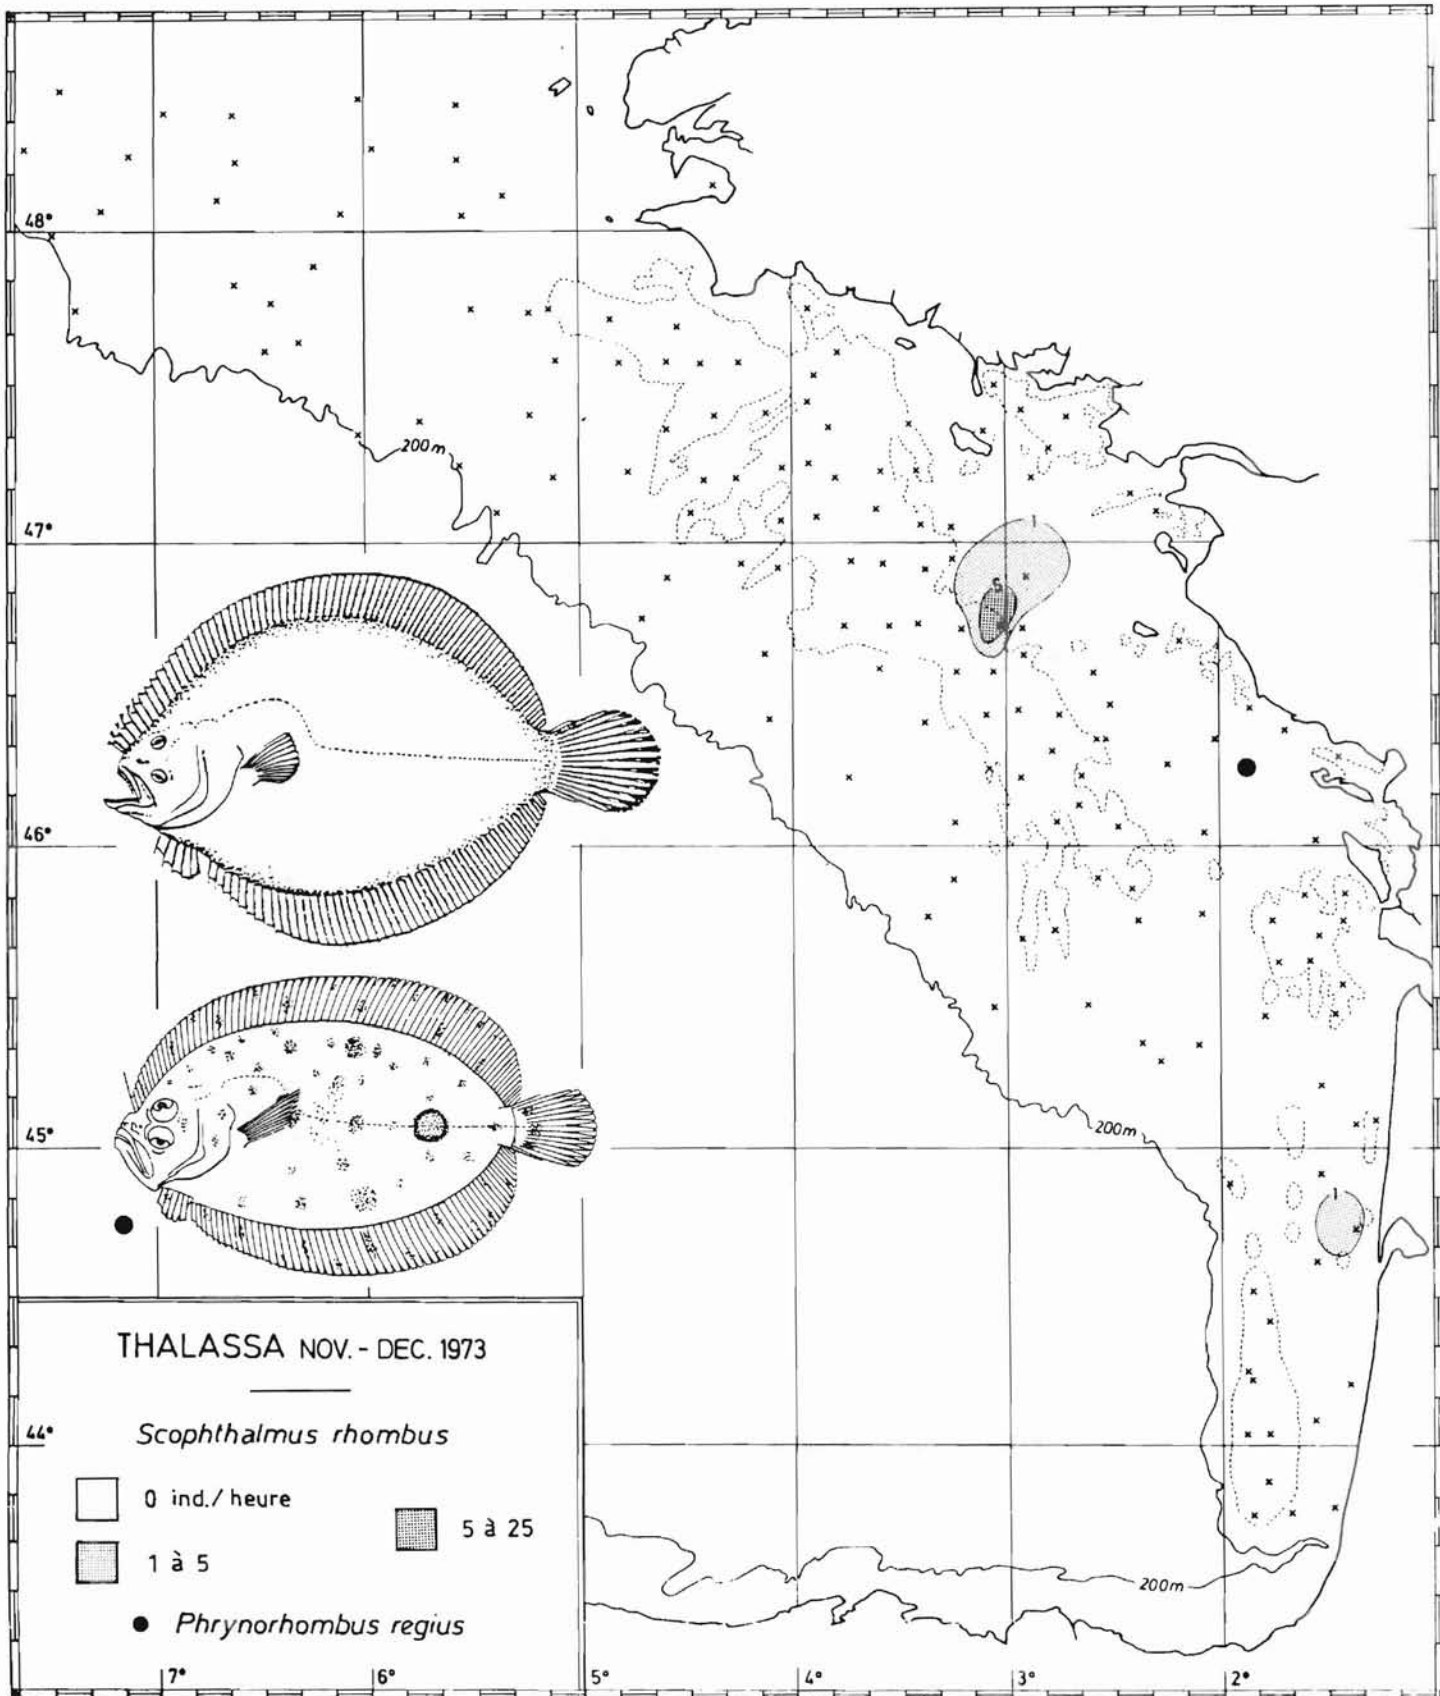 48°
200m
47°
1
5
46°
45°
200m
1
THALASSA NOV. - DEC. 1973
Scophthalmus rhombus
0 ind./ heure
5 à 25
1 à 5
Phrynorhombus regius
44°
200m
7° 6° 5° 4° 3° 2°